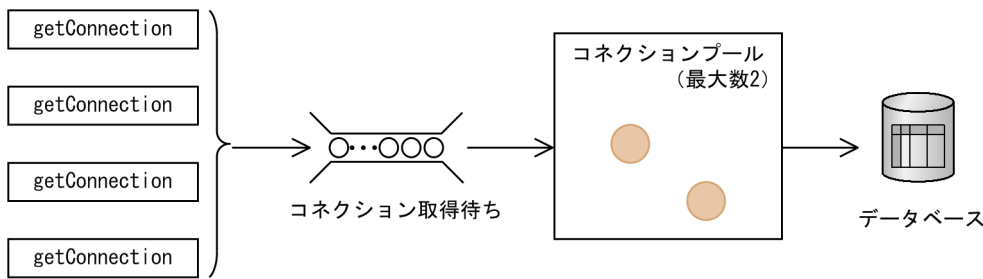 getConnection
getConnection
getConnection
getConnection
コネクション取得待ち
コネクションプール
（最大数2）
データベース